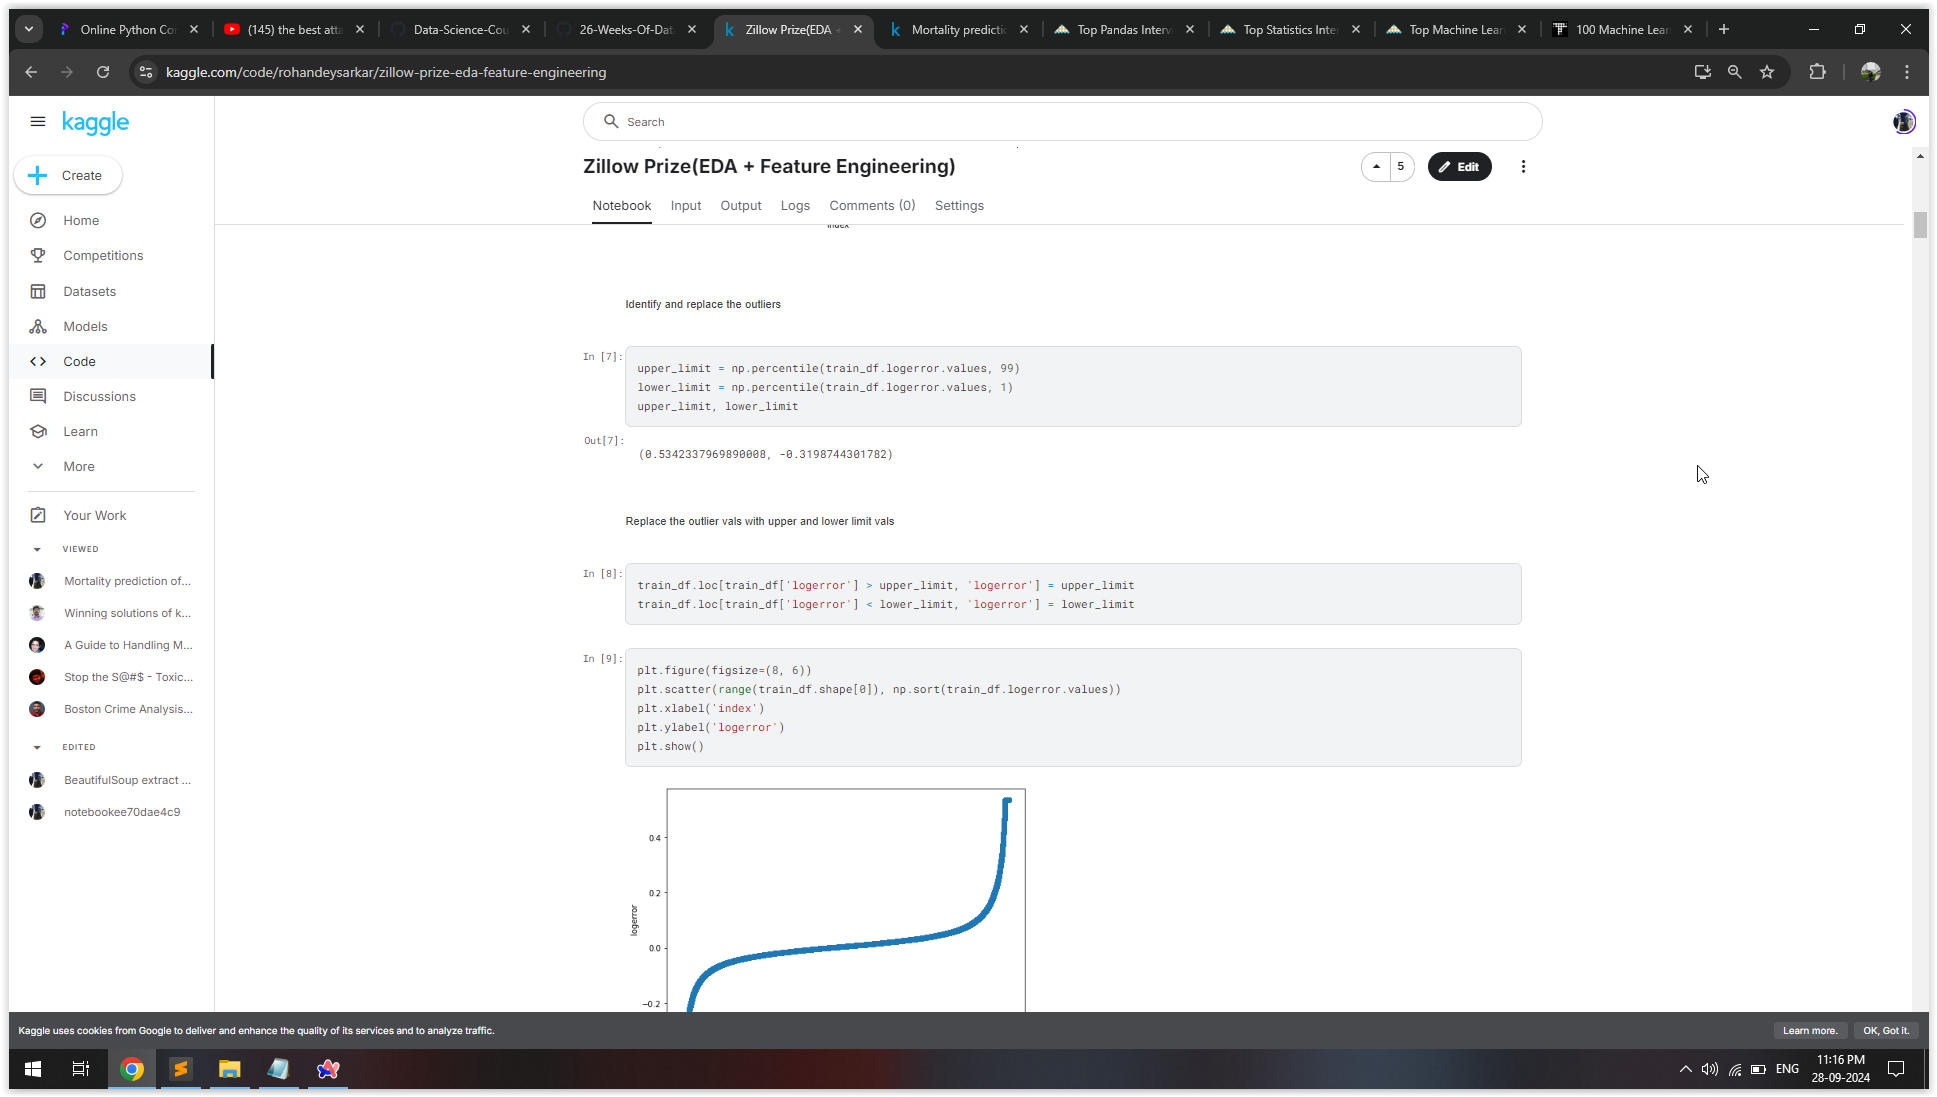 Online Python Co
(145) the best atta
Data-Science-Cou
26-Weeks-Of-Dat
Zillow Prize(EDA +
Mortality predictic
Top Pandas Interv
Top Statistics Inte
Top Machine Lear
100 Machine Lear
kaggle.com/code/rohandeysarkar/zillow-prize-eda-feature-engineering
kaggle
Search
Zillow Prize(EDA + Feature Engineering)
5
Edit
Create
Notebook
Input
Output
Logs
Comments (0)
Settings
Home
Competitions
Datasets
Models
Code
Discussions
Learn
More
Your Work
VIEWED
Mortality prediction of...
Winning solutions of k...
A Guide to Handling M...
Stop the S@#$ - Toxic...
Boston Crime Analysis...
EDITED
BeautifulSoup extract ...
notebookee70dae4c9
index
Identify and replace the outliers
In [7]:
upper_limit = np.percentile(train_df.logerror.values, 99)
lower_limit = np.percentile(train_df.logerror.values, 1)
upper_limit, lower_limit
Out[7]:
(0.5342337969890008, -0.3198744301782)
Replace the outlier vals with upper and lower limit vals
In [8]:
train_df.loc[train_df['logerror'] > upper_limit, 'logerror'] = upper_limit
train_df.loc[train_df['logerror'] < lower_limit, 'logerror'] = lower_limit
In [9]:
plt.figure(figsize=(8, 6))
plt.scatter(range(train_df.shape[0]), np.sort(train_df.logerror.values))
plt.xlabel('index')
plt.ylabel('logerror')
plt.show()
0.4
0.2
0.0
−0.2
logerror
Kaggle uses cookies from Google to deliver and enhance the quality of its services and to analyze traffic.
Learn more.
OK, Got it.
ENG
11:16 PM
28-09-2024